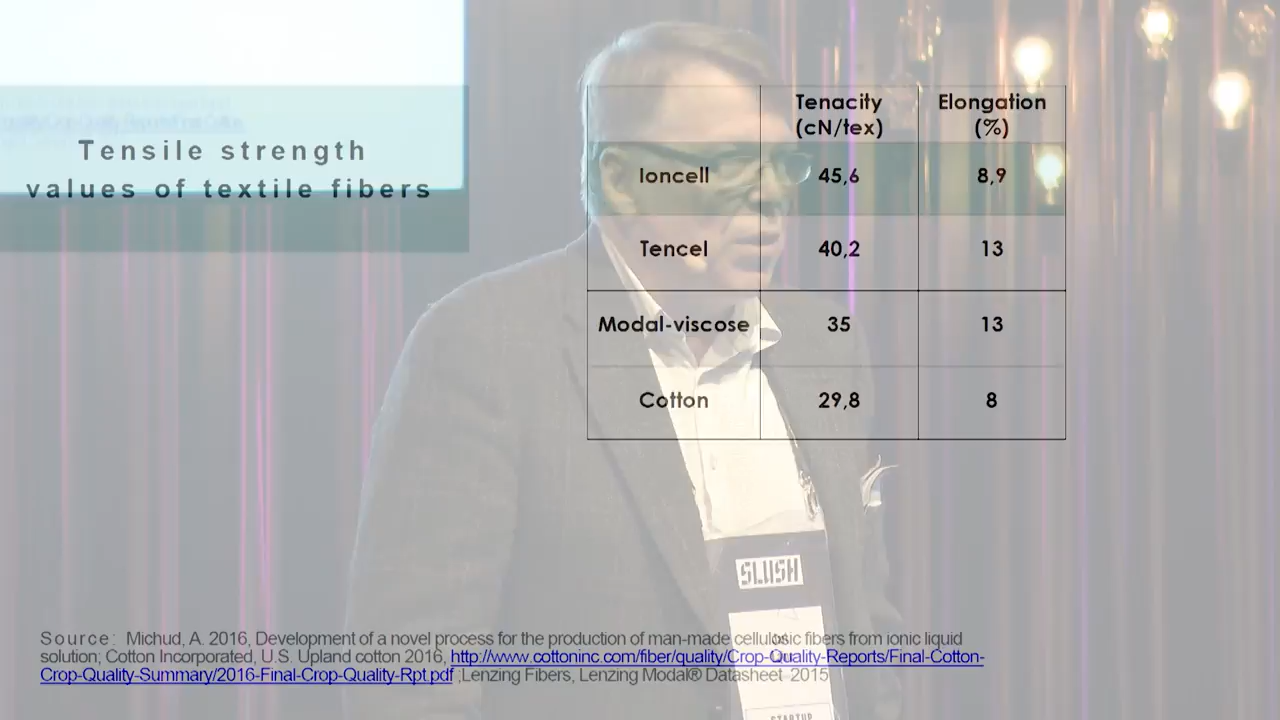 Tensile strength
values of textile fibers
Tenacity (cN/tex) Elongation (%)
Ioncell 45,6 8,9
Tencel 40,2 13
Modal-viscose 35 13
Cotton 29,8 8
SLUSH
Source: Michud, A. 2016, Development of a novel process for the production of man-made cellulosic fibers from ionic liquid
solution; Cotton Incorporated, U.S. Upland cotton 2016, http://www.cottoninc.com/fiber/quality/Crop-Quality-Reports/Final-Cotton-
Crop-Quality-Summary/2016-Final-Crop-Quality-Rpt.pdf ;Lenzing Fibers, Lenzing Modal® Datasheet 2015
STARTUP